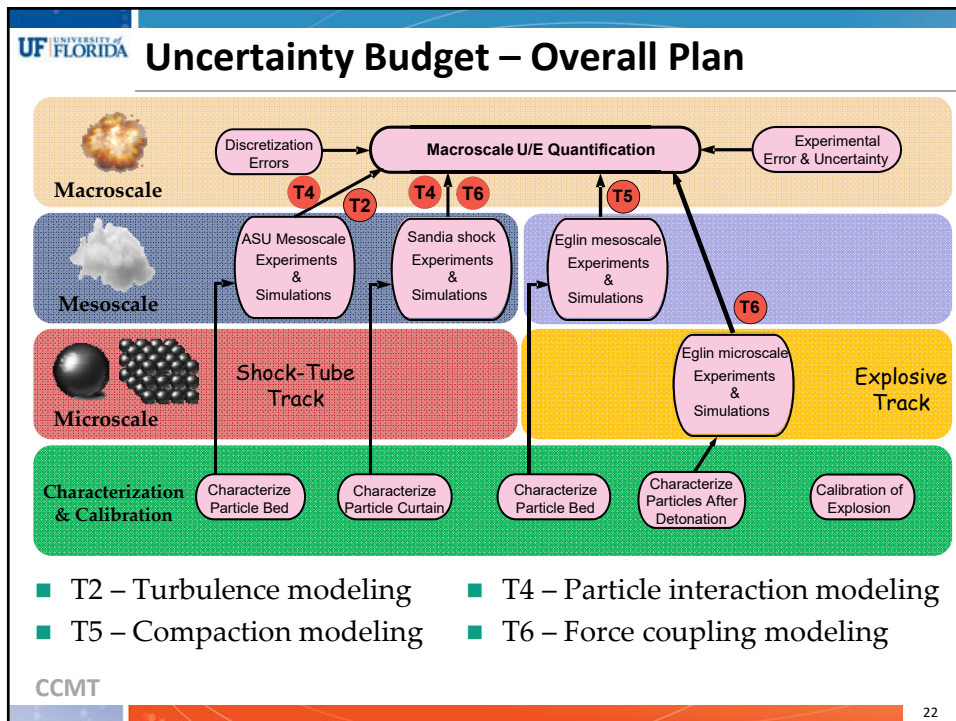 UF UNIVERSITY of FLORIDA
Uncertainty Budget – Overall Plan
Discretization
Errors
Macroscale U/E Quantification
Experimental
Error & Uncertainty
Macroscale
T4
T2
T4
T6
T5
ASU Mesoscale
Experiments
&
Simulations
Sandia shock
Experiments
&
Simulations
Eglin mesoscale
Experiments
&
Simulations
Mesoscale
T6
Shock-Tube
Track
Eglin microscale
Experiments
&
Simulations
Explosive
Track
Microscale
Characterization
& Calibration
Characterize
Particle Bed
Characterize
Particle Curtain
Characterize
Particle Bed
Characterize
Particles After
Detonation
Calibration of
Explosion
T2 – Turbulence modeling
T4 – Particle interaction modeling
T5 – Compaction modeling
T6 – Force coupling modeling
CCMT
22